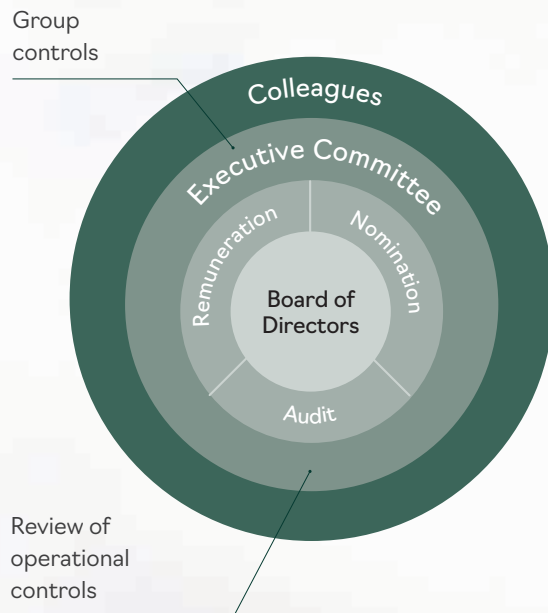 Group
controls
Colleagues
Executive Committee
Remuneration
Nomination
Board of
Directors
Audit
Review of
operational
controls